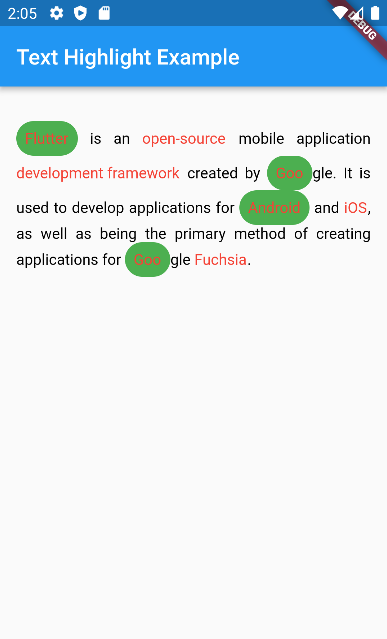 2:05
DEBUG
Text Highlight Example
Flutter is an open-source mobile application
development framework created by Google. It is
used to develop applications for Android and iOS,
as well as being the primary method of creating
applications for Google Fuchsia.